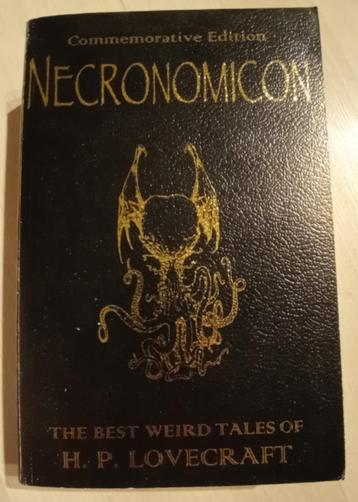 Commemorative Edition
NECRONOMICON
THE BEST WEIRD TALES OF
H. P. LOVECRAFT